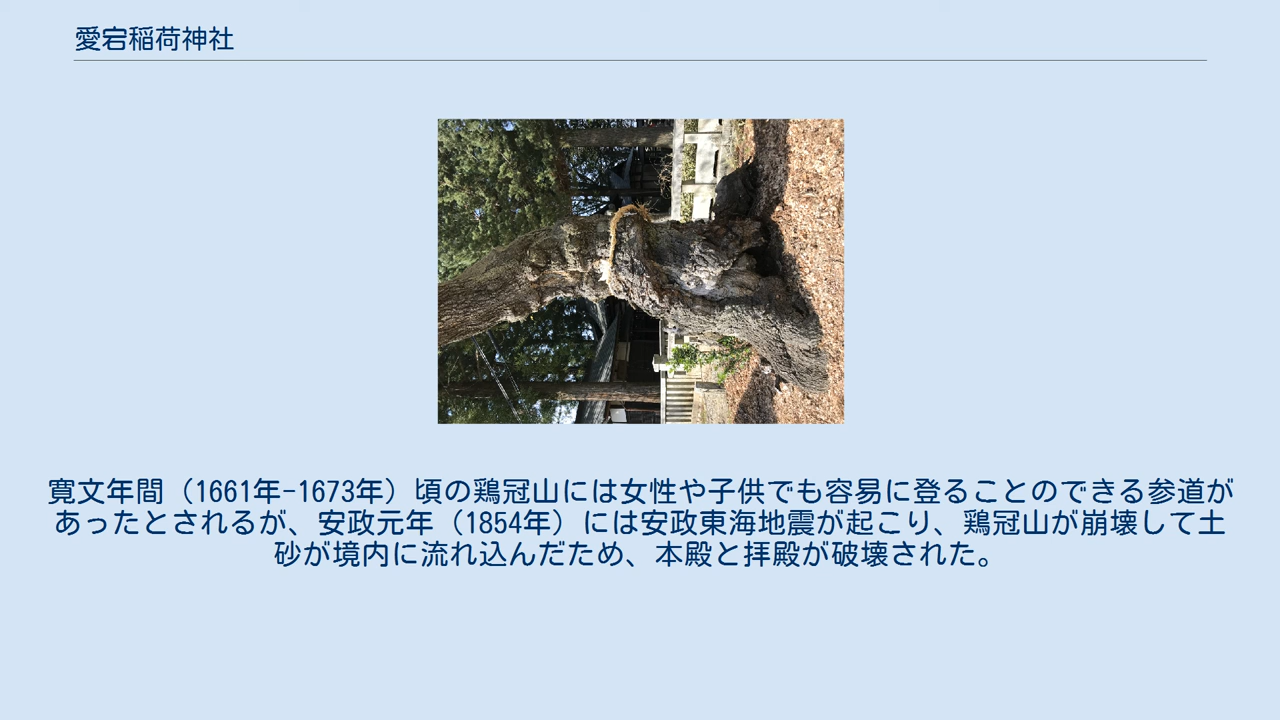 愛宕稲荷神社
寛文年間（1661年-1673年）頃の鶏冠山には女性や子供でも容易に登ることのできる参道が
あったとされるが、安政元年（1854年）には安政東海地震が起こり、鶏冠山が崩壊して土
砂が境内に流れ込んだため、本殿と拝殿が破壊された。